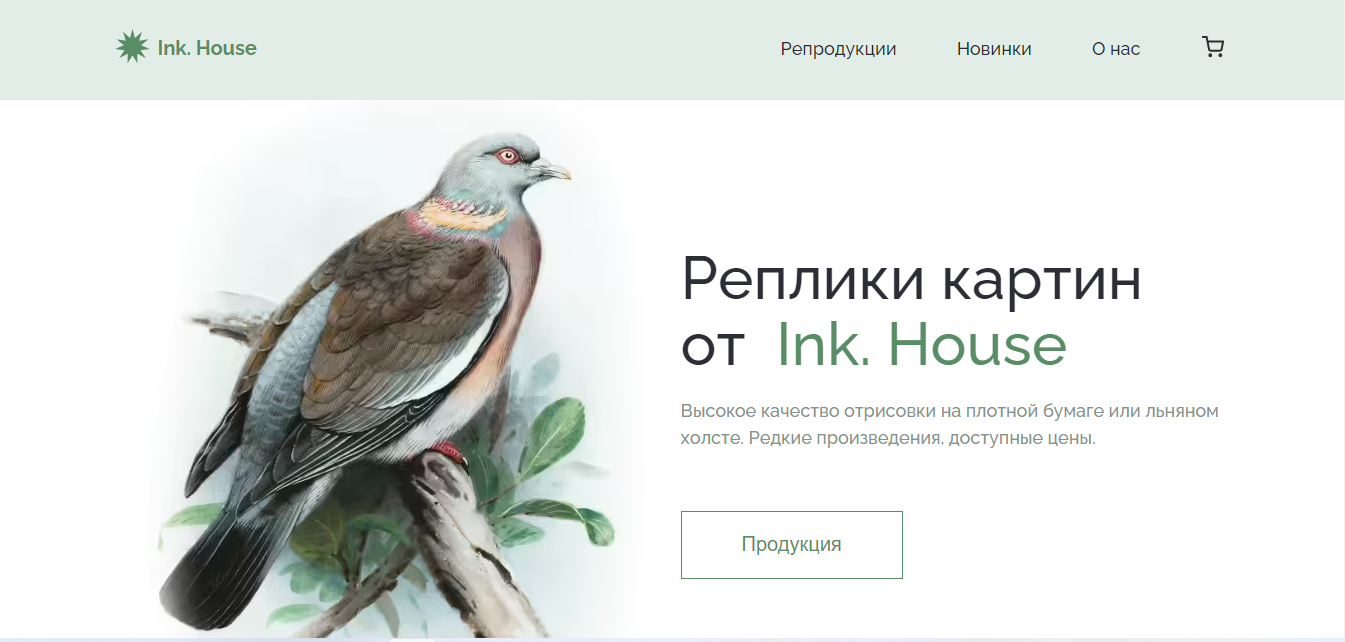 Ink. House
Репродукции
Новинки
О нас
Реплики картин
от Ink. House
Высокое качество отрисовки на плотной бумаге или льняном
холсте. Редкие произведения, доступные цены.
Продукция